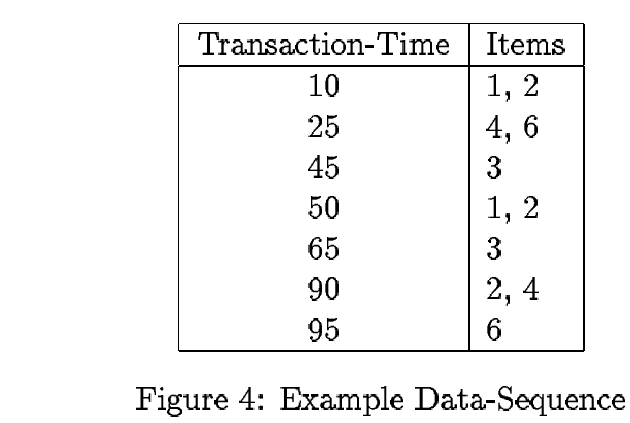 Transaction-Time Items
10 1, 2
25 4, 6
45 3
50 1, 2
65 3
90 2, 4
95 6
Figure 4: Example Data-Sequence